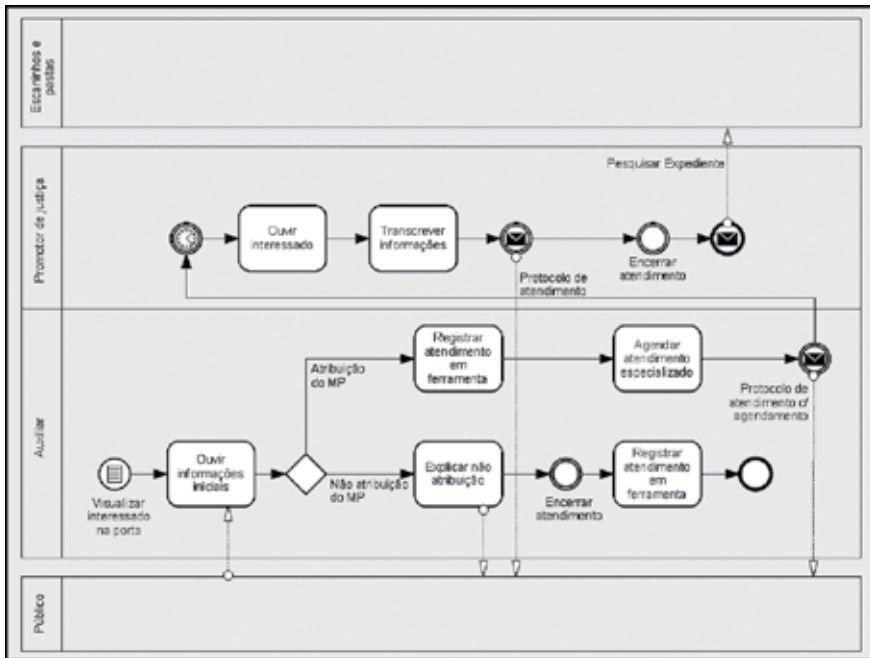 Escaninhos e
pastas
Pesquisar Expediente
Promotor de justiça
Ouvir
interessado
Transcrever
informações
Protocolo de
atendimento
Encerrar
atendimento
Auxiliar
Registrar
atendimento
em
ferramenta
Agendar
atendimento
especializado
Atribuição
do MP
Protocolo de
atendimento c/
agendamento
Ouvir
informações
iniciais
Explicar não
atribuição
Registrar
atendimento
em
ferramenta
Não atribuição
do MP
Encerrar
atendimento
Visualizar
interessado
na porta
Público